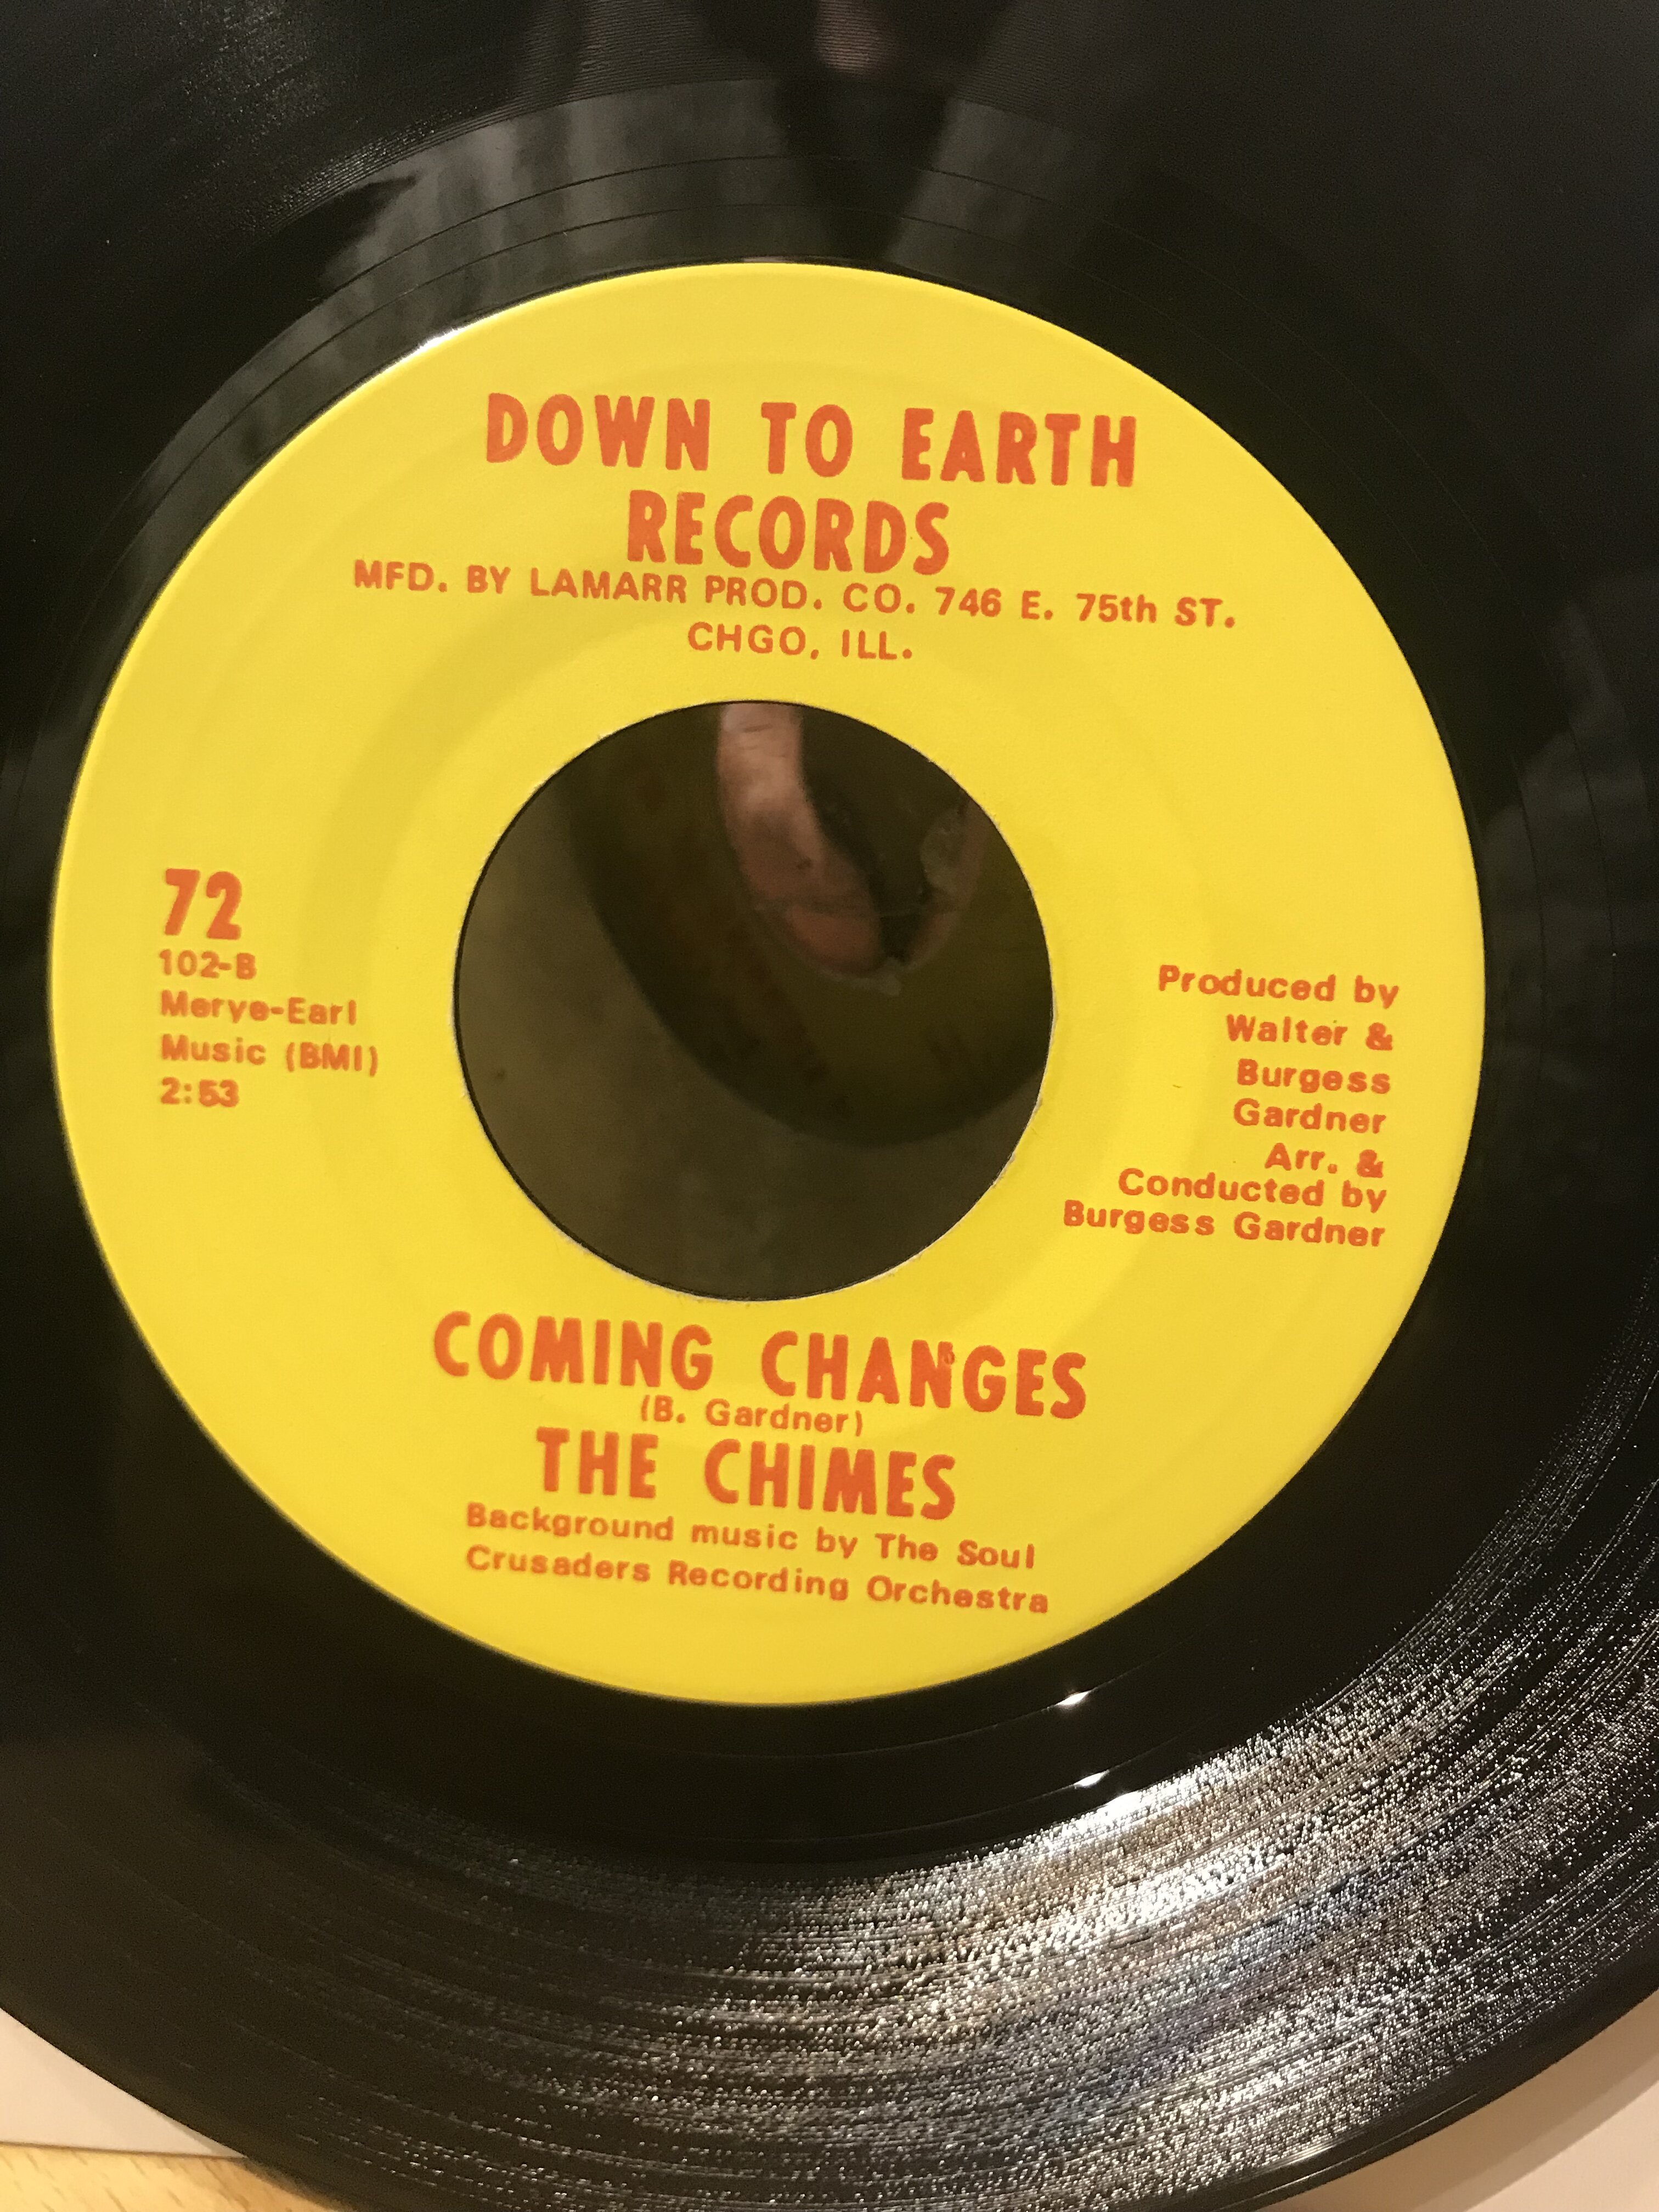 DOWN TO EARTH
RECORDS
MFD. BY LAMARR PROD. CO. 746 E. 75th ST.
CHGO, ILL.
72
102-B
Merye-Earl
Music (BMI)
2:53
Produced by
Walter &
Burgess
Gardner
Arr. &
Conducted by
Burgess Gardner
COMING CHANGES
(B. Gardner)
THE CHIMES
Background music by The Soul
Crusaders Recording Orchestra